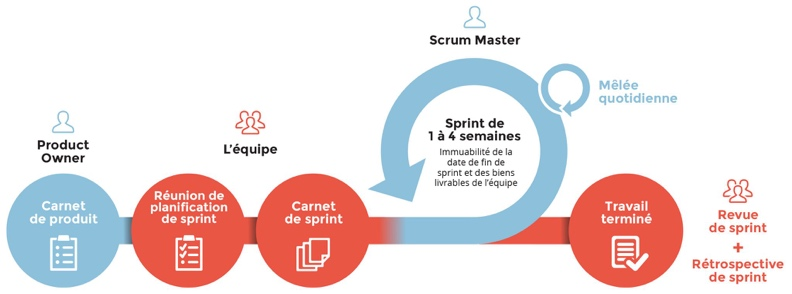 Scrum Master
Mêlée
quotidienne
Sprint de
1 à 4 semaines
Immuabilité de la
date de fin de
sprint et des biens
livrables de l'équipe
Product
Owner
L'équipe
Carnet
de produit
Réunion de
planification
de sprint
Carnet
de sprint
Travail
terminé
Revue
de sprint
+
Rétrospective
de sprint